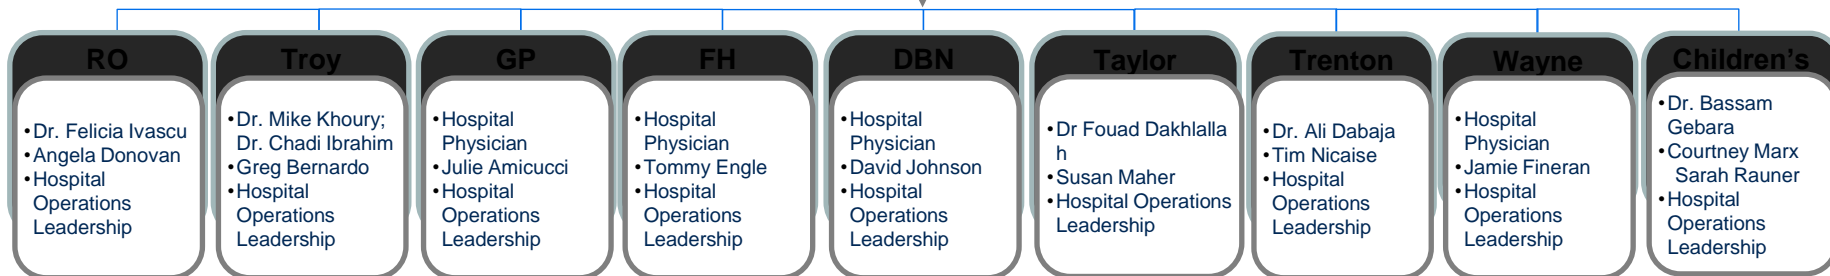 RO
•Dr. Felicia Ivascu
•Angela Donovan
•Hospital
Operations
Leadership
Troy
•Dr. Mike Khoury;
Dr. Chadi Ibrahim
•Greg Bernardo
•Hospital
Operations
Leadership
GP
•Hospital
Physician
•Julie Amicucci
•Hospital
Operations
Leadership
FH
•Hospital
Physician
•Tommy Engle
•Hospital
Operations
Leadership
DBN
•Hospital
Physician
•David Johnson
•Hospital
Operations
Leadership
Taylor
•Dr Fouad Dakhlalla
h
•Susan Maher
•Hospital Operations
Leadership
Trenton
•Dr. Ali Dabaja
•Tim Nicaise
•Hospital
Operations
Leadership
Wayne
•Hospital
Physician
•Jamie Fineran
•Hospital
Operations
Leadership
Children's
•Dr. Bassam
Gebara
•Courtney Marx
Sarah Rauner
•Hospital
Operations
Leadership